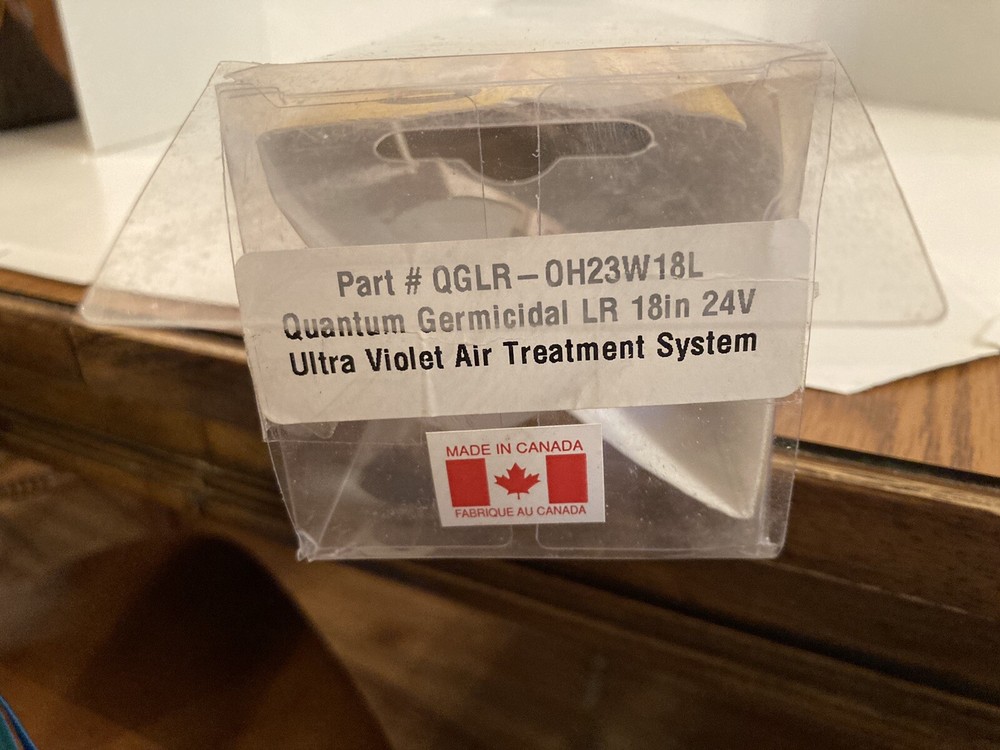 Part # QGLR-OH23W18L
Quantum Germicidal LR 18in 24V
Ultra Violet Air Treatment System
MADE IN CANADA
FABRIQUE AU CANADA